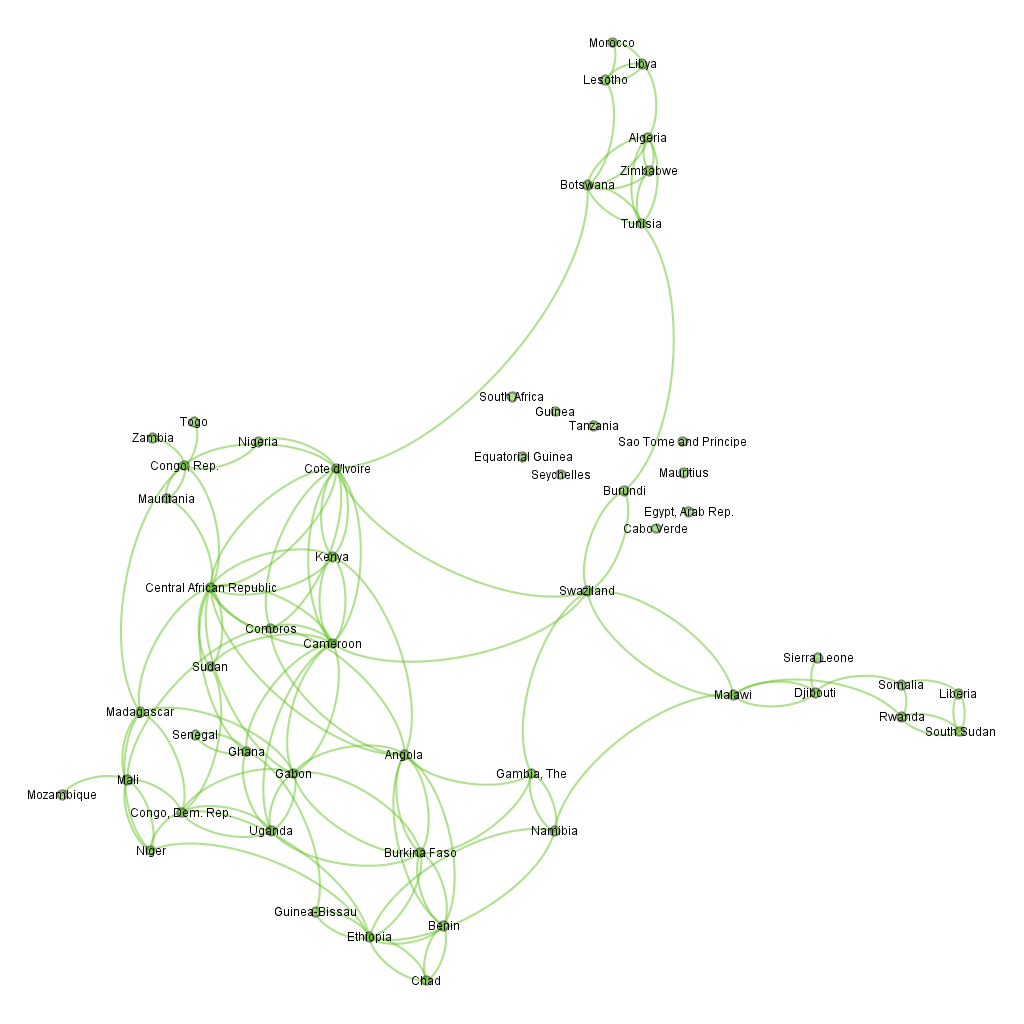 Morocco
Libya
Lesotho
Algeria
Zimbabwe
Botswana
Tunisia
South Africa
Guinea
Togo
Tanzania
Zambia
Nigeria
Sao Tome and Principe
Equatorial Guinea
Congo, Rep.
Cote d'Ivoire
Seychelles
Mauritius
Burundi
Mauritania
Egypt, Arab Rep.
Cabo Verde
Kenya
Central African Republic
Swaziland
Comoros
Cameroon
Sierra Leone
Sudan
Somalia
Malawi
Djibouti
Liberia
Madagascar
Rwanda
South Sudan
Senegal
Ghana
Angola
Gabon
Gambia, The
Mali
Mozambique
Congo, Dem. Rep.
Uganda
Namibia
Niger
Burkina Faso
Guinea-Bissau
Benin
Ethiopia
Chad